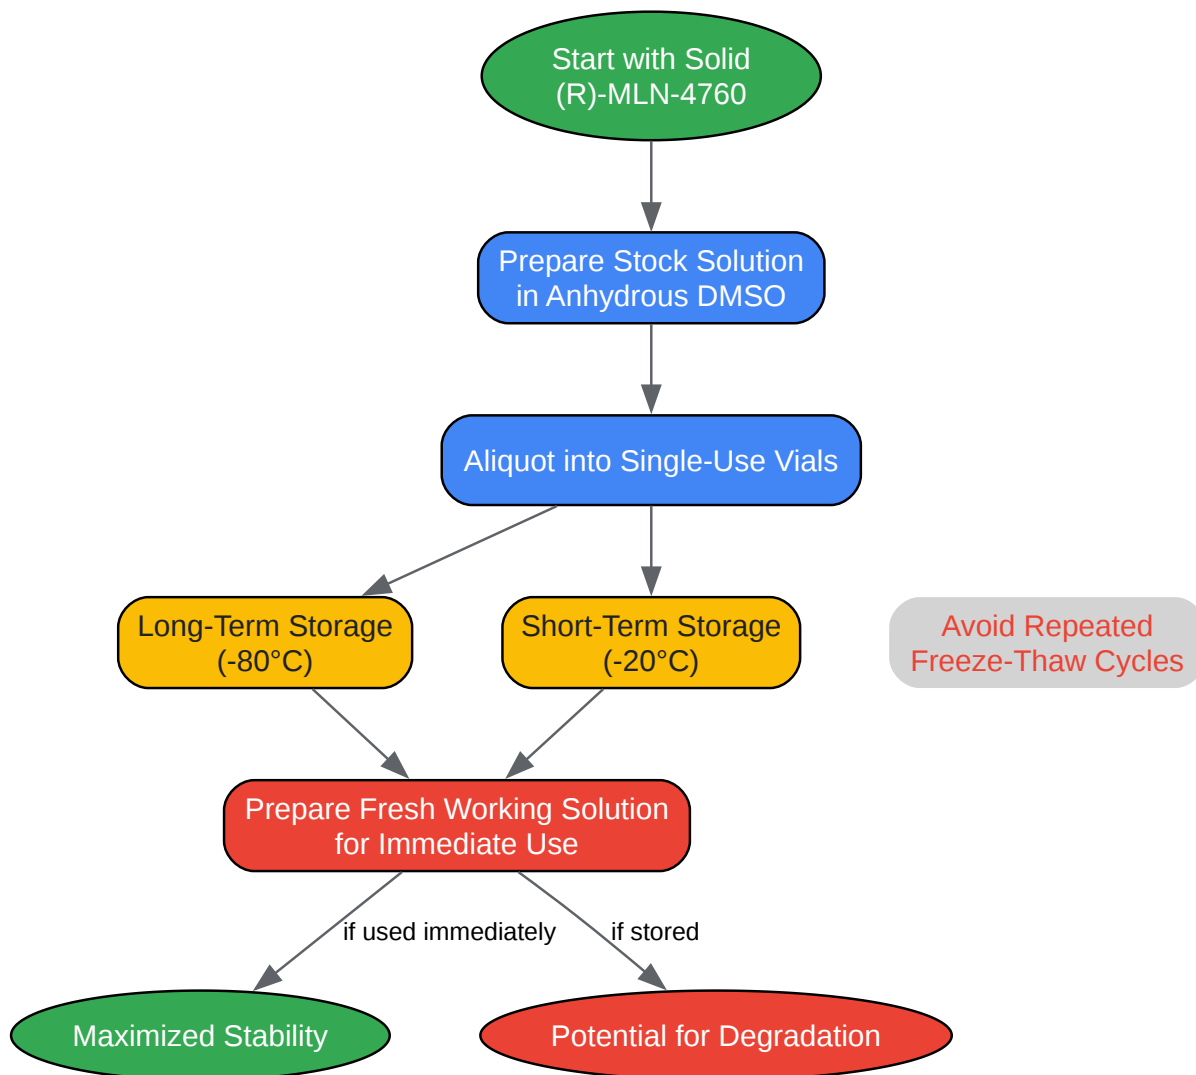 Start with Solid
(R)-MLN-4760
Prepare Stock Solution
in Anhydrous DMSO
Aliquot into Single-Use Vials
Long-Term Storage
(-80°C)
Short-Term Storage
(-20°C)
Avoid Repeated
Freeze-Thaw Cycles
Prepare Fresh Working Solution
for Immediate Use
if used immediately
if stored
Maximized Stability
Potential for Degradation